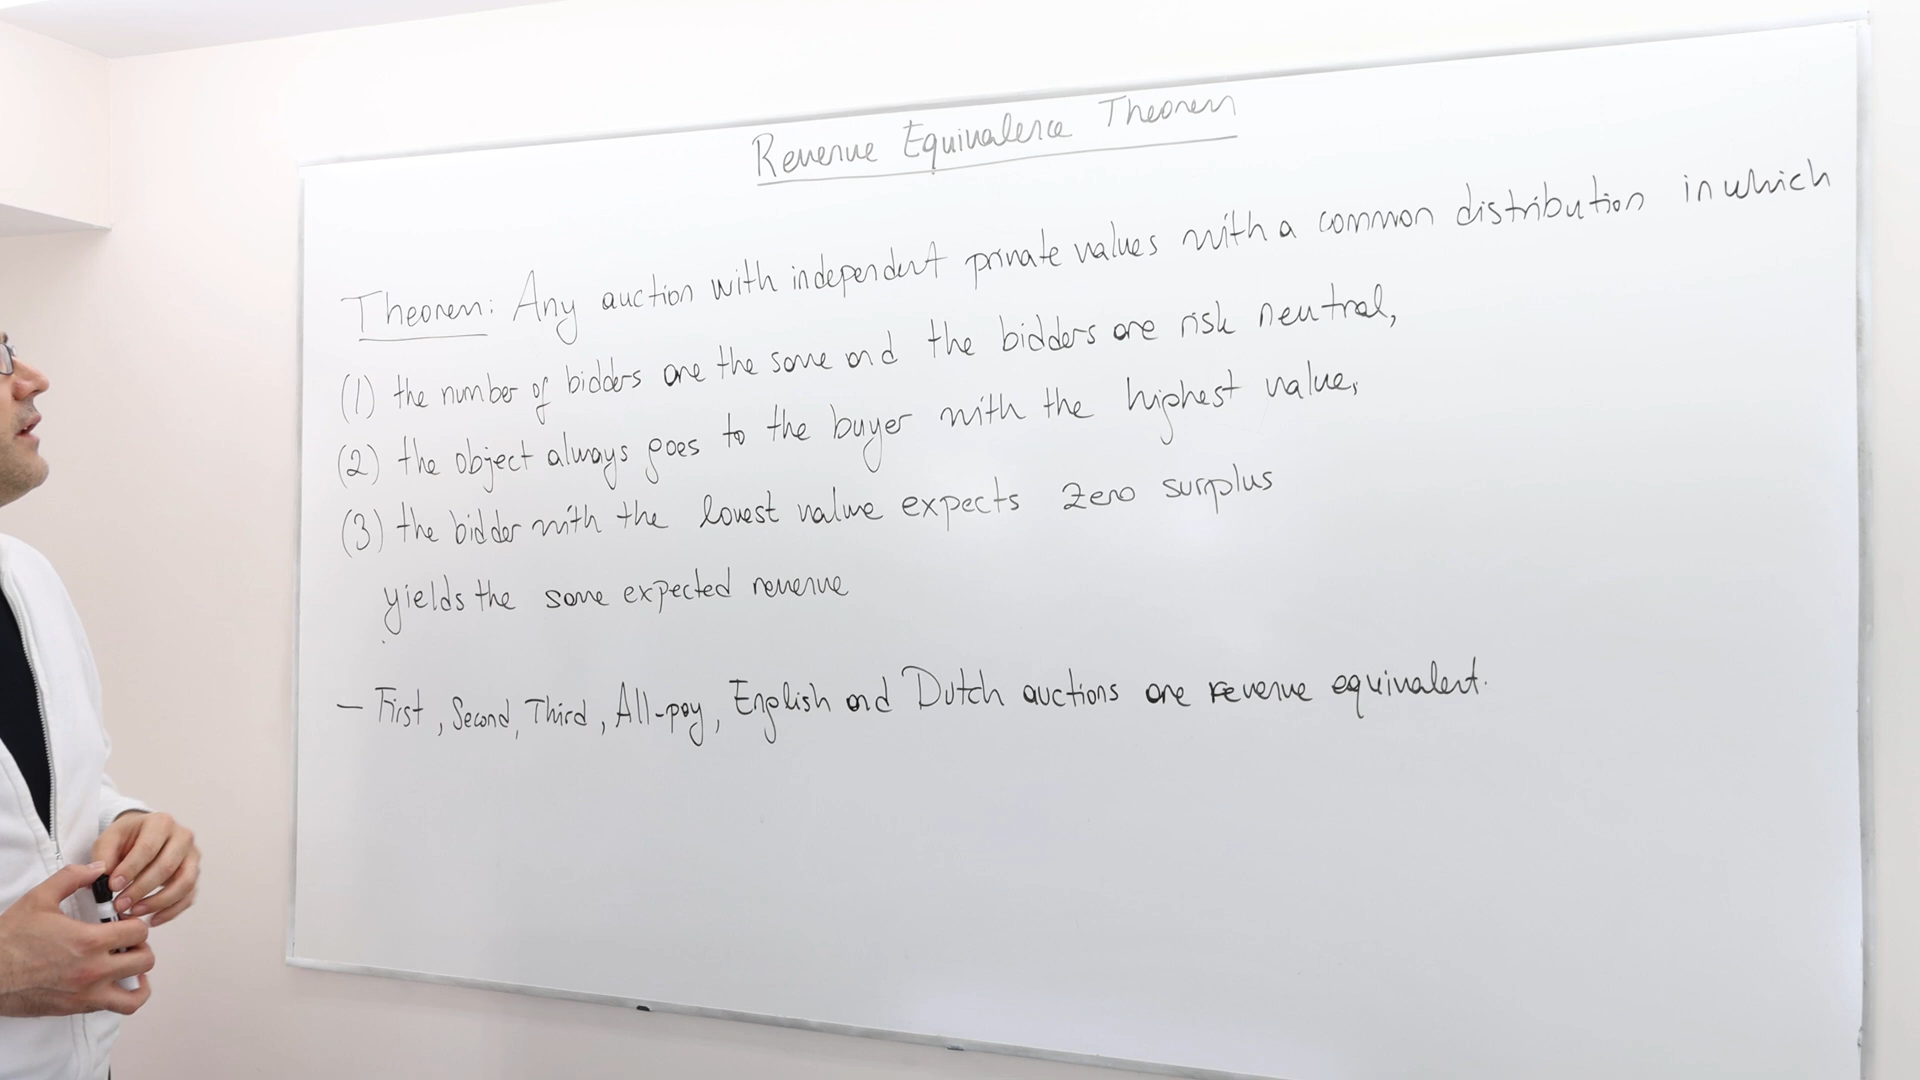 Revenue Equivalence Theorem
Theorem: Any auction with independent private values with a common distribution in which
(1) the number of bidders are the same and the bidders are risk neutral,
(2) the object always goes to the buyer with the highest value,
(3) the bidder with the lowest value expects zero surplus
yields the same expected revenue
- First, Second, Third, All-pay, English and Dutch auctions are revenue equivalent.